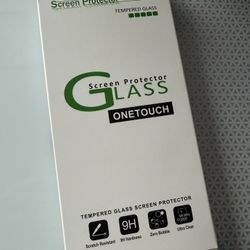 Screen Protector
TEMPERED GLASS
Screen Protector
GLASS
ONETOUCH
TEMPERED GLASS SCREEN PROTECTOR
9H
Scratch Resistant 9H Hardness Zero Bubble Ultra Clear